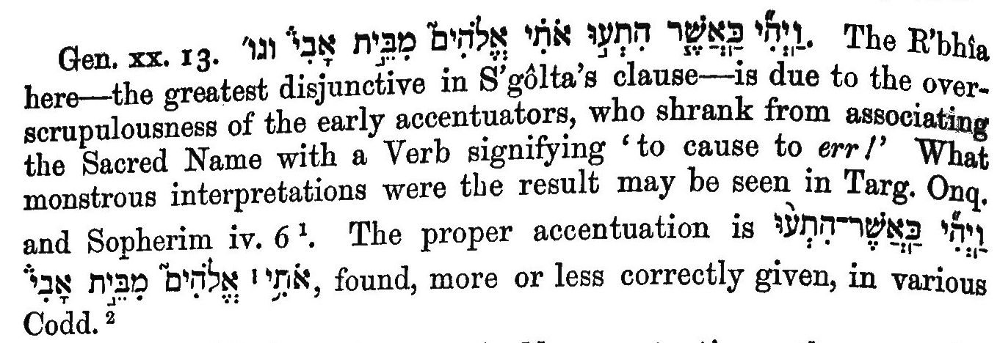 Gen. xx. 13. וַֽיְהִ֞י כַּֽאֲשֶׁ֧ר הִתְע֣וּ אֹתִ֗י אֱלֹהִים֮ מִבֵּ֣ית אָבִי֒ וגו׳. The R’bhîa
here—the greatest disjunctive in S’gôlta’s clause—is due to the over-
scrupulousness of the early accentuators, who shrank from associating
the Sacred Name with a Verb signifying ‘to cause to err!’ What
monstrous interpretations were the result may be seen in Targ. Onq.
and Sopherim iv. 6 ¹. The proper accentuation is וַֽיְהִ֞י כַּֽאֲשֶׁר־הִתְע֨וּ
אֹתִ֥י ׀ אֱלֹהִים֮ מִבֵּ֣ית אָבִי֒, found, more or less correctly given, in various
Codd. ²